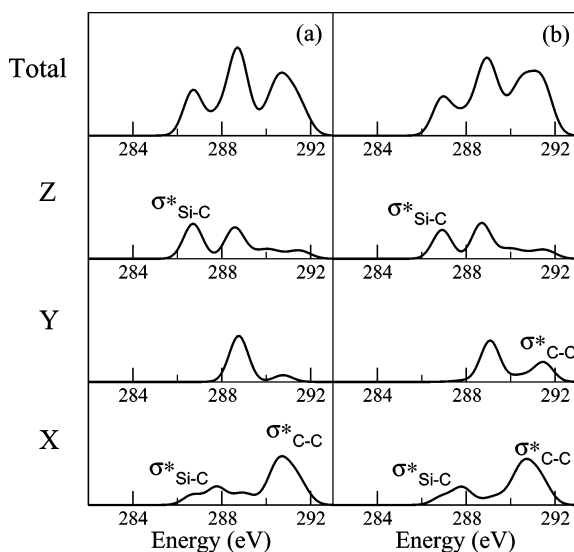 (a) (b)
Total
284 288 292 284 288 292
Z
σ*Si-C σ*Si-C
284 288 292 284 288 292
Y
σ*C-C
284 288 292 284 288 292
X
σ*C-C
σ*Si-C
σ*Si-C
σ*C-C
284 288 292 284 288 292
Energy (eV) Energy (eV)